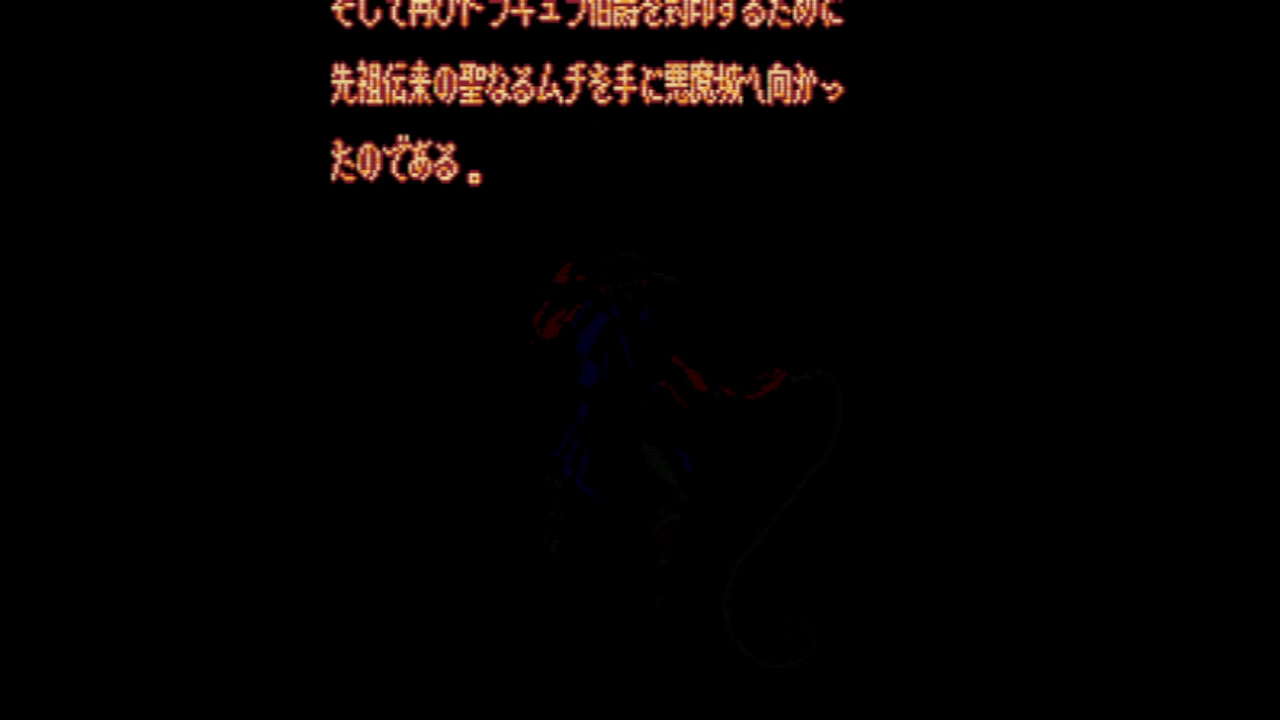 そして再びドラキュラ伯爵を封印するために
先祖伝来の聖なるムチを手に悪魔城へ向かっ
たのである。